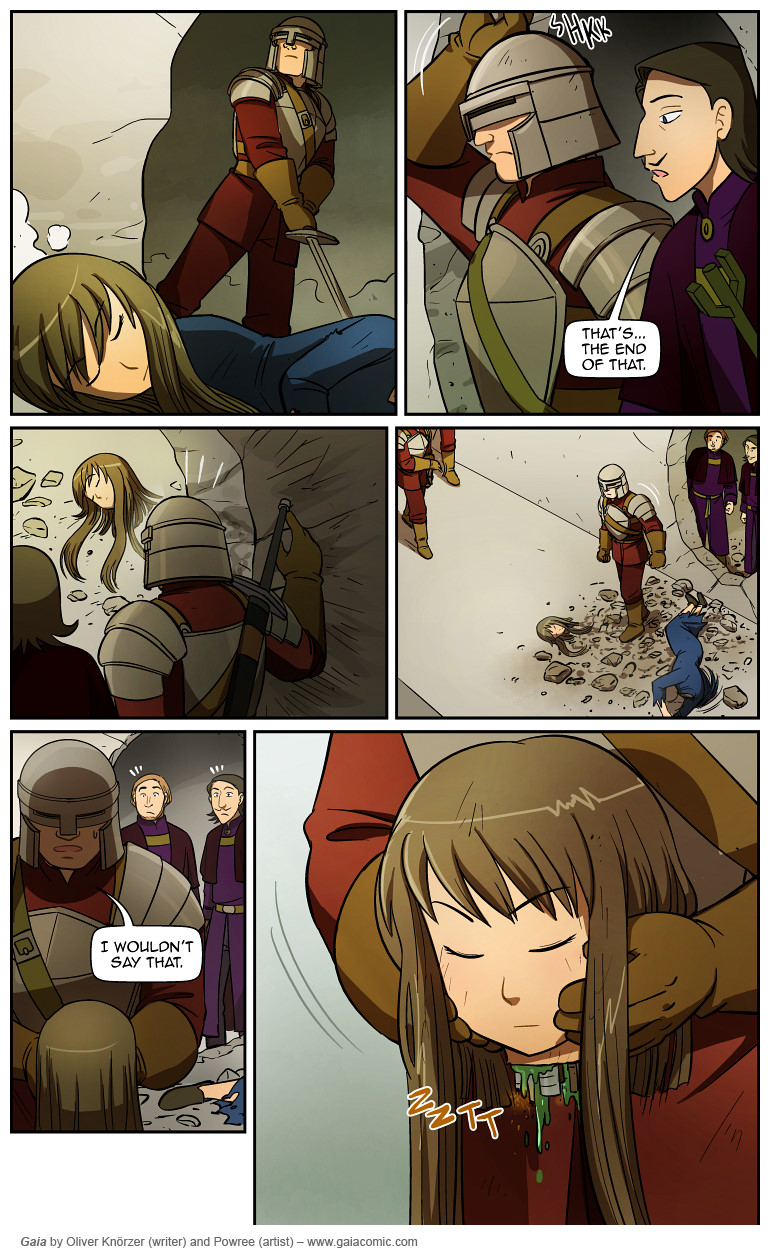 SHKK
THAT'S...
THE END
OF THAT.
I WOULDN'T
SAY THAT.
ZZZTT
Gaia by Oliver Knörzer (writer) and Powree (artist) – www.gaiacomic.com